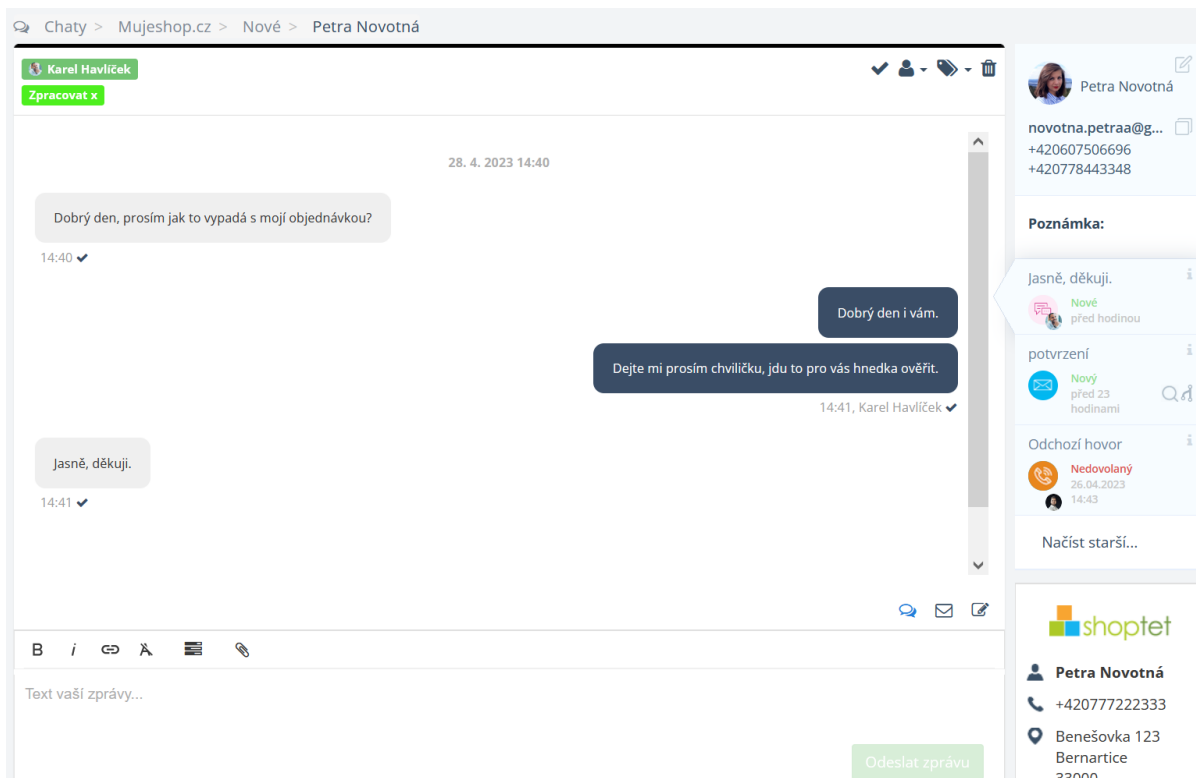 Chaty > Mujeshop.cz > Nové > Petra Novotná
Karel Havlíček
Zpracovat x
28. 4. 2023 14:40
Dobrý den, prosím jak to vypadá s mojí objednávkou?
14:40
Dobrý den i vám.
Dejte mi prosím chviličku, jdu to pro vás hnedka ověřit.
14:41, Karel Havlíček
Jasně, děkuji.
14:41
B i
Text vaší zprávy...
Odeslat zprávu
Petra Novotná
novotna.petraa@g...
+420607506696
+420778443348
Poznámka:
Jasně, děkuji.
Nové
před hodinou
potvrzení
Nový
před 23
hodinami
Odchozí hovor
Nedovolaný
26.04.2023
14:43
Načíst starší...
shoptet
Petra Novotná
+420777222333
Benešovka 123
Bernartice
33000